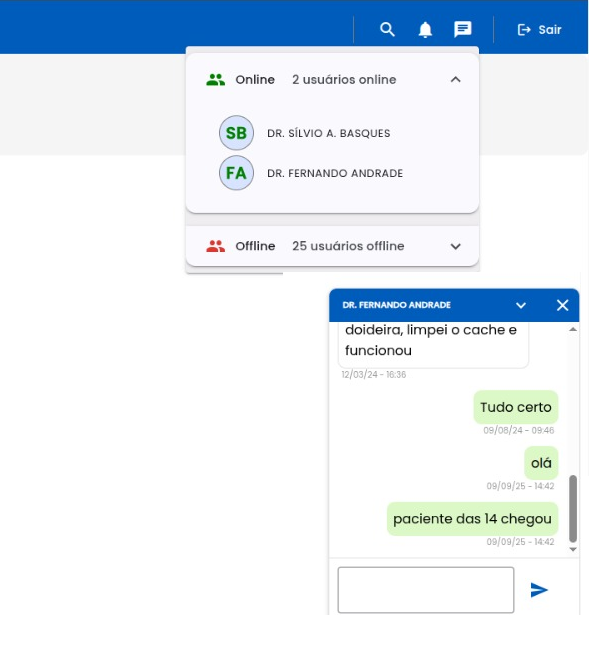 Sair
Online 2 usuários online
SB DR. SÍLVIO A. BASQUES
FA DR. FERNANDO ANDRADE
Offline 25 usuários offline
DR. FERNANDO ANDRADE
doideira, limpei o cache e
funcionou
12/03/24 - 16:36
Tudo certo
09/08/24 - 09:46
olá
09/09/25 - 14:42
paciente das 14 chegou
09/09/25 - 14:42